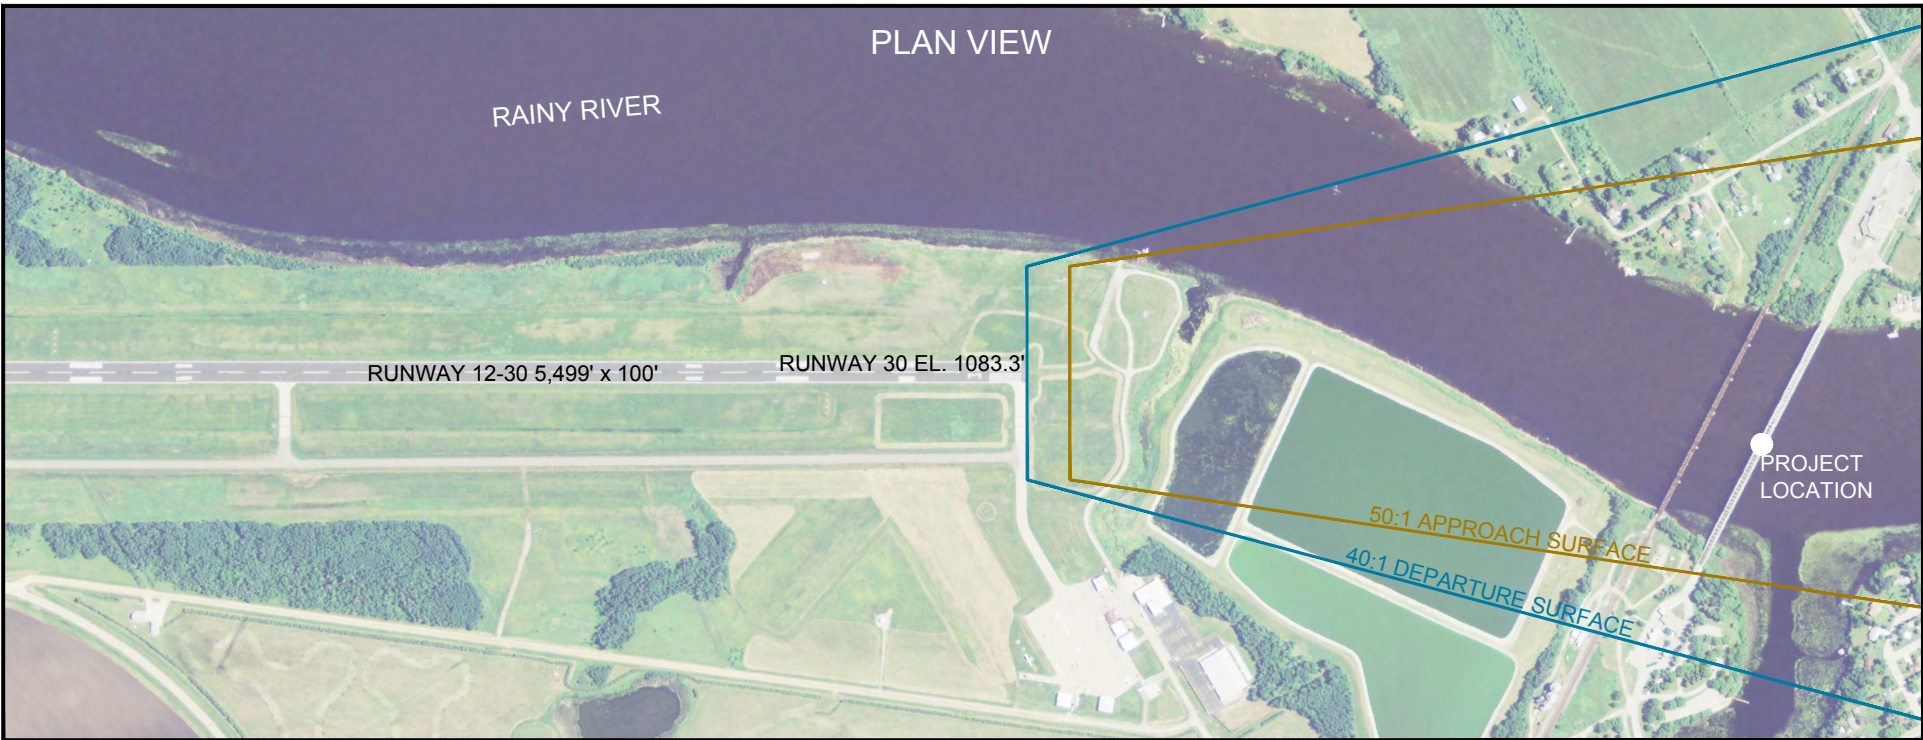 PLAN VIEW
RAINY RIVER
RUNWAY 12-30 5,499' x 100'
RUNWAY 30 EL. 1083.3'
PROJECT
LOCATION
50:1 APPROACH SURFACE
40:1 DEPARTURE SURFACE